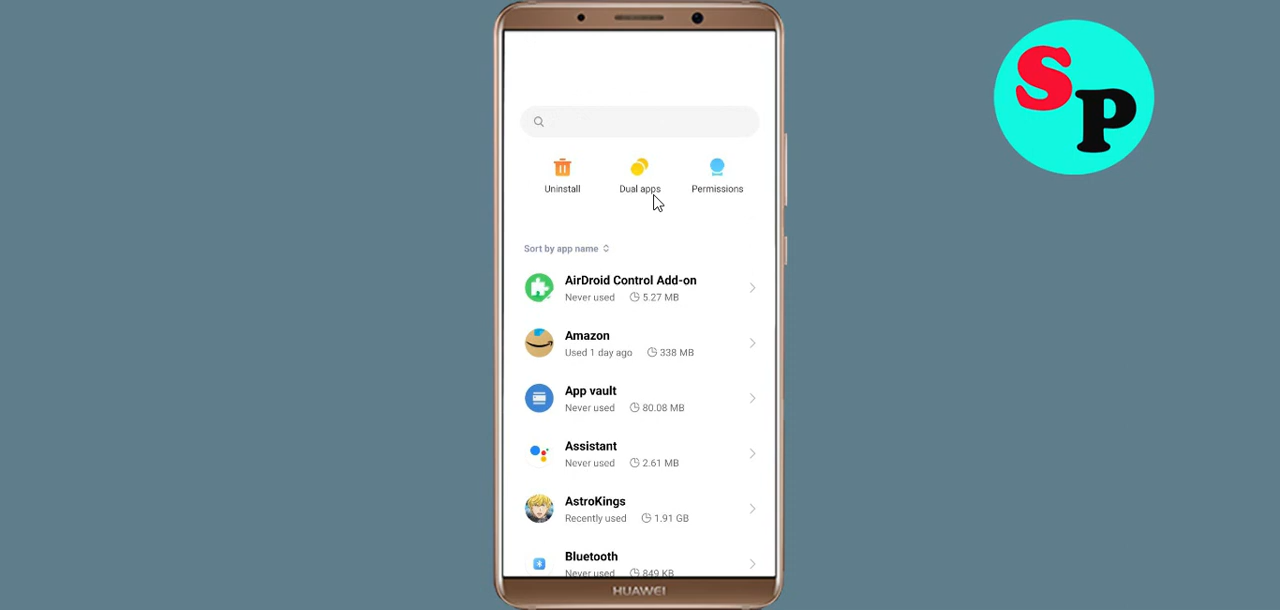 SP
Uninstall
Dual apps
Permissions
Sort by app name
AirDroid Control Add-on
Never used 5.27 MB
Amazon
Used 1 day ago 338 MB
App vault
Never used 80.08 MB
Assistant
Never used 2.61 MB
AstroKings
Recently used 1.91 GB
Bluetooth
Never used 849 KB
HUAWEI